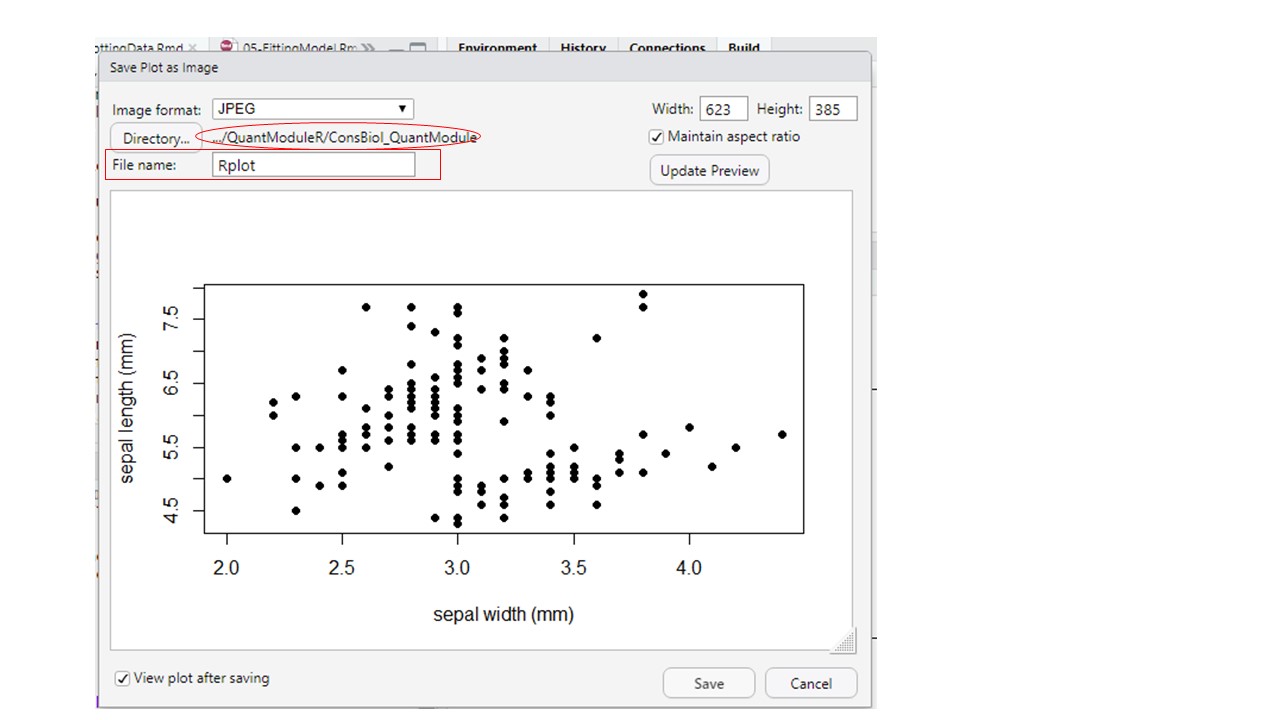 ottingData.Rmd 05-FittingModel.Rm Environment History Connections Build
Save Plot as Image
Image format: JPEG Width: 623 Height: 385
Directory... .../QuantModuleR/ConsBiol_QuantModule Maintain aspect ratio
File name: Rplot Update Preview
sepal length (mm)
7.5
6.5
5.5
4.5
2.0 2.5 3.0 3.5 4.0
sepal width (mm)
View plot after saving Save Cancel